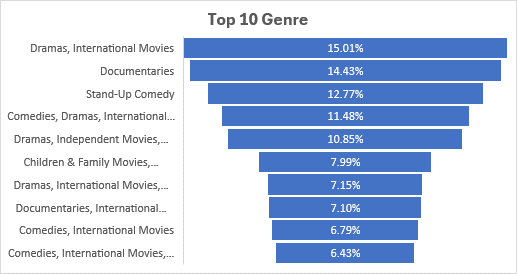 Top 10 Genre
Dramas, International Movies 15.01%
Documentaries 14.43%
Stand-Up Comedy 12.77%
Comedies, Dramas, International... 11.48%
Dramas, Independent Movies,... 10.85%
Children & Family Movies,... 7.99%
Dramas, International Movies,... 7.15%
Documentaries, International... 7.10%
Comedies, International Movies 6.79%
Comedies, International Movies,... 6.43%